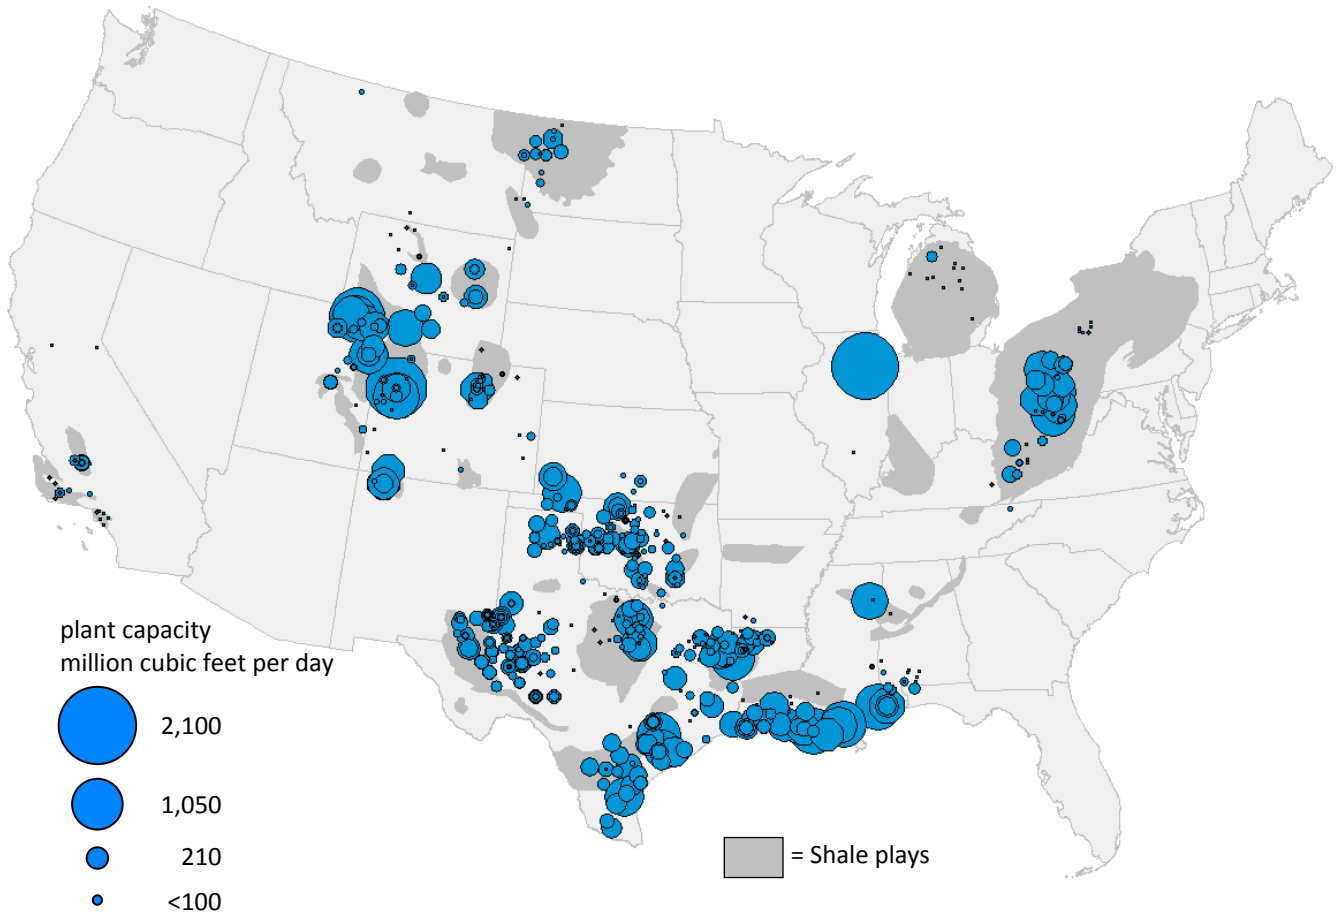 plant capacity
million cubic feet per day
2,100
1,050
210
<100
= Shale plays